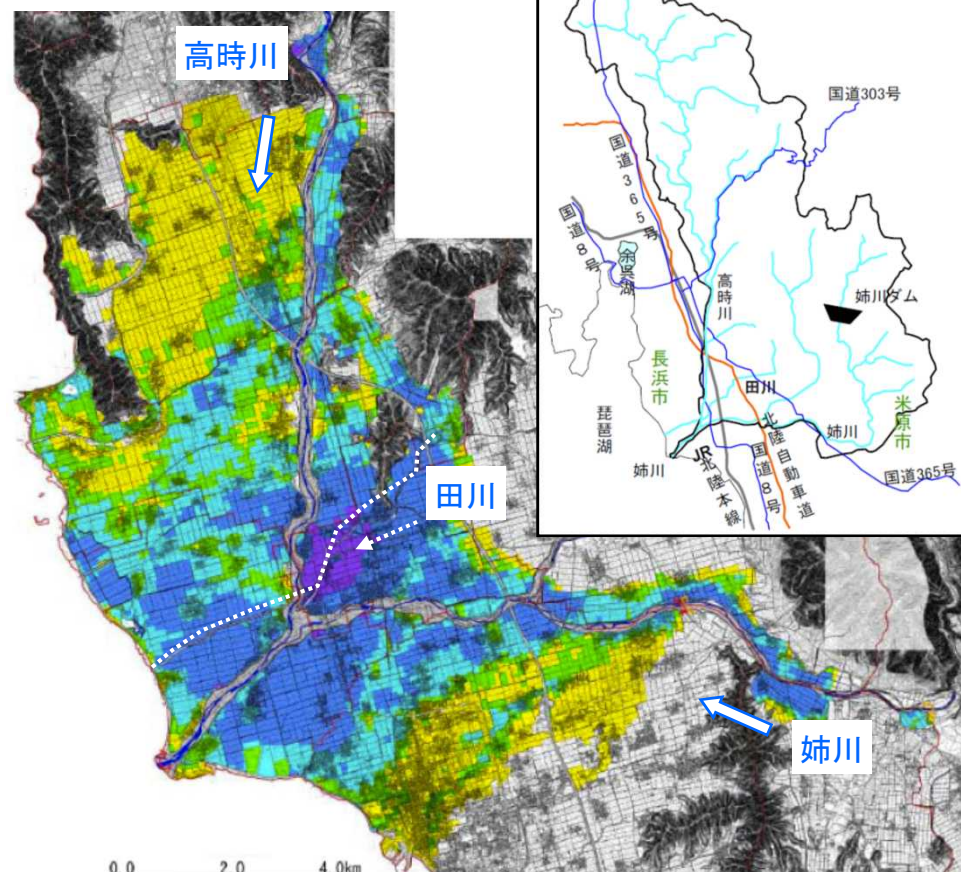 高時川
田川
姉川
0.0 2.0 4.0km
国道303号
国道365号
国道8号
余呉湖
高時川
姉川ダム
長浜市
田川
米原市
琵琶湖
姉川
姉川
JR北陸本線
国道8号
北陸自動車道
国道365号